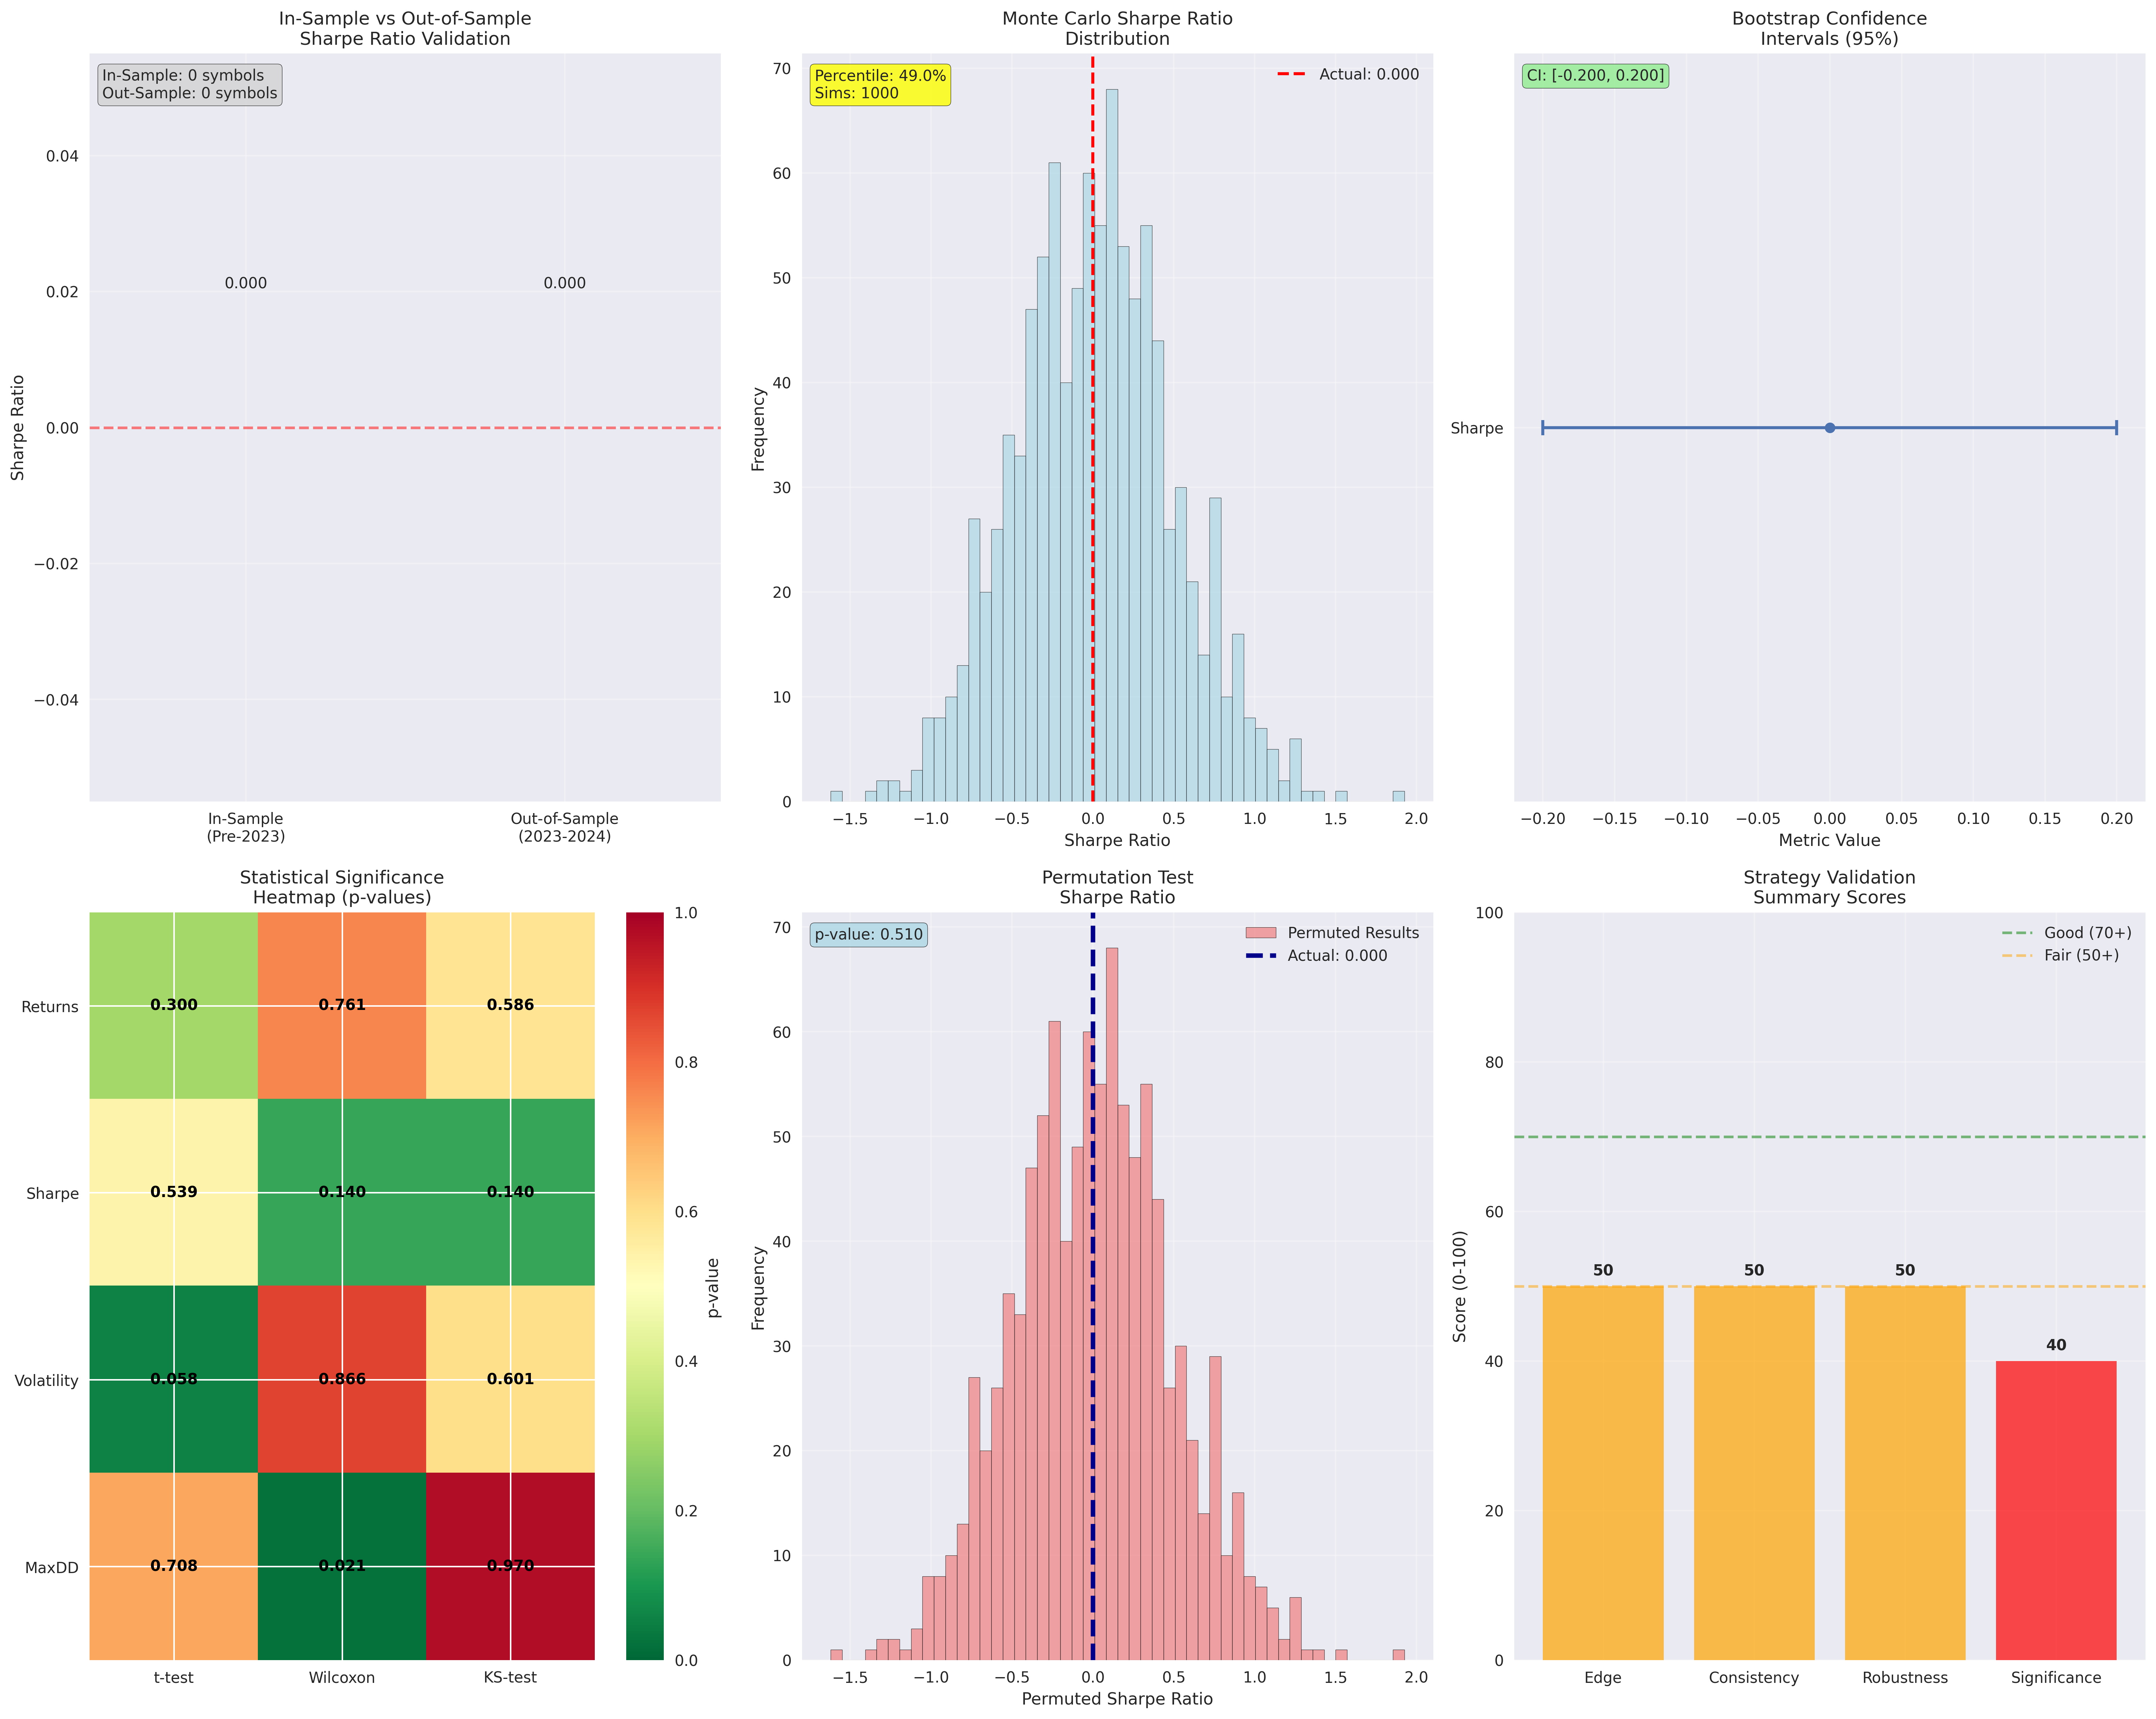 In-Sample vs Out-of-Sample
Sharpe Ratio Validation
In-Sample: 0 symbols
Out-Sample: 0 symbols
0.04
0.02
0.00
−0.02
−0.04
Sharpe Ratio
0.000
0.000
In-Sample
(Pre-2023)
Out-of-Sample
(2023-2024)
Monte Carlo Sharpe Ratio
Distribution
Percentile: 49.0%
Sims: 1000
Actual: 0.000
70
60
50
40
30
20
10
0
Frequency
−1.5
−1.0
−0.5
0.0
0.5
1.0
1.5
2.0
Sharpe Ratio
Bootstrap Confidence
Intervals (95%)
CI: [-0.200, 0.200]
Sharpe
−0.20
−0.15
−0.10
−0.05
0.00
0.05
0.10
0.15
0.20
Metric Value
Statistical Significance
Heatmap (p-values)
Returns
0.300
0.761
0.586
Sharpe
0.539
0.140
0.140
Volatility
0.058
0.866
0.601
MaxDD
0.708
0.021
0.970
t-test
Wilcoxon
KS-test
1.0
0.8
0.6
0.4
0.2
0.0
p-value
Permutation Test
Sharpe Ratio
p-value: 0.510
Permuted Results
Actual: 0.000
70
60
50
40
30
20
10
0
Frequency
−1.5
−1.0
−0.5
0.0
0.5
1.0
1.5
2.0
Permuted Sharpe Ratio
Strategy Validation
Summary Scores
Good (70+)
Fair (50+)
100
80
60
40
20
0
Score (0-100)
50
50
50
40
Edge
Consistency
Robustness
Significance